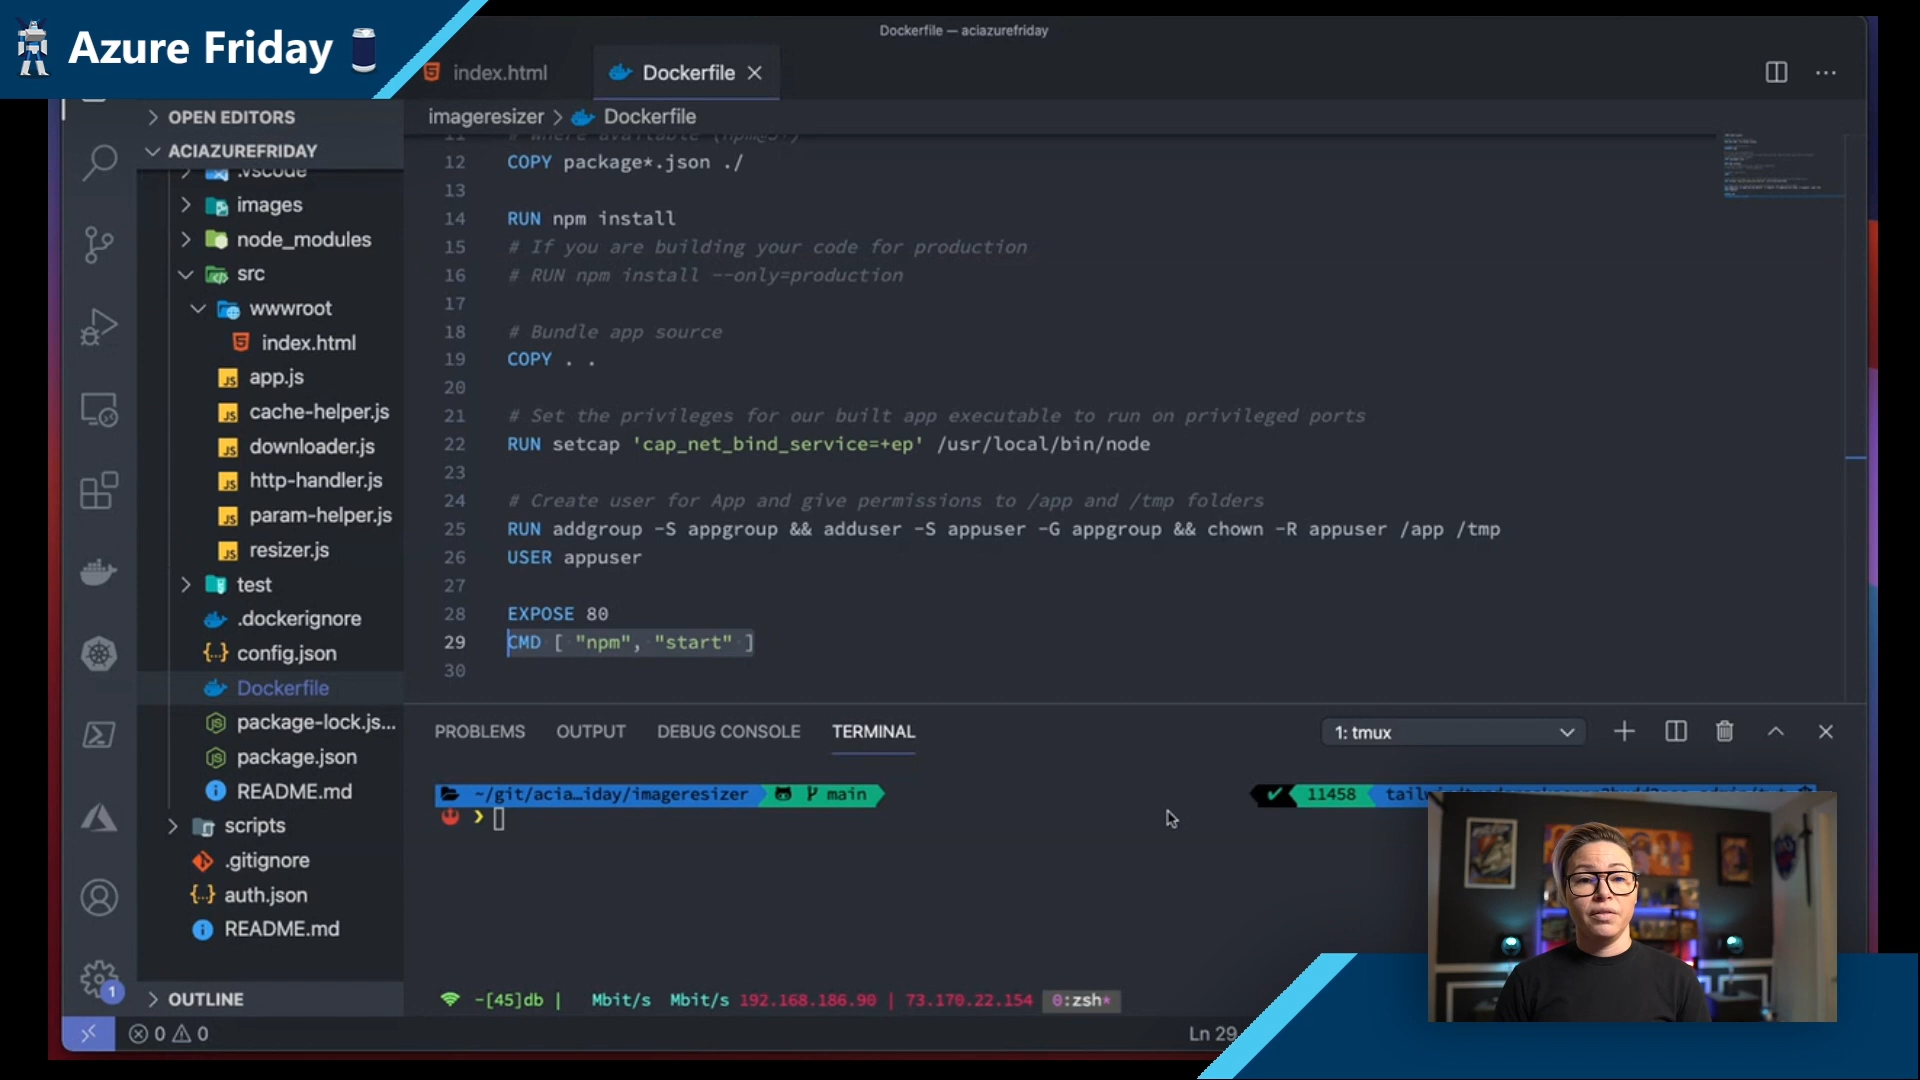 Azure Friday
Dockerfile — aciazurefriday
index.html
Dockerfile
OPEN EDITORS
ACIAZUREFRIDAY
.vscode
images
node_modules
src
wwwroot
index.html
app.js
cache-helper.js
downloader.js
http-handler.js
param-helper.js
resizer.js
test
.dockerignore
config.json
Dockerfile
package-lock.js...
package.json
README.md
scripts
.gitignore
auth.json
README.md
OUTLINE
imageresizer > Dockerfile
11 # where available (npm@5+)
12 COPY package*.json ./
13
14 RUN npm install
15 # If you are building your code for production
16 # RUN npm install --only=production
17
18 # Bundle app source
19 COPY . .
20
21 # Set the privileges for our built app executable to run on privileged ports
22 RUN setcap 'cap_net_bind_service=+ep' /usr/local/bin/node
23
24 # Create user for App and give permissions to /app and /tmp folders
25 RUN addgroup -S appgroup && adduser -S appuser -G appgroup && chown -R appuser /app /tmp
26 USER appuser
27
28 EXPOSE 80
29 CMD [ "npm", "start" ]
30
PROBLEMS OUTPUT DEBUG CONSOLE TERMINAL
1: tmux
~/git/acia…iday/imageresizer main
✔ 11458
❯
-[45]db | Mbit/s Mbit/s 192.168.186.90 | 73.170.22.154 0:zsh*
1
0 0
Ln 29